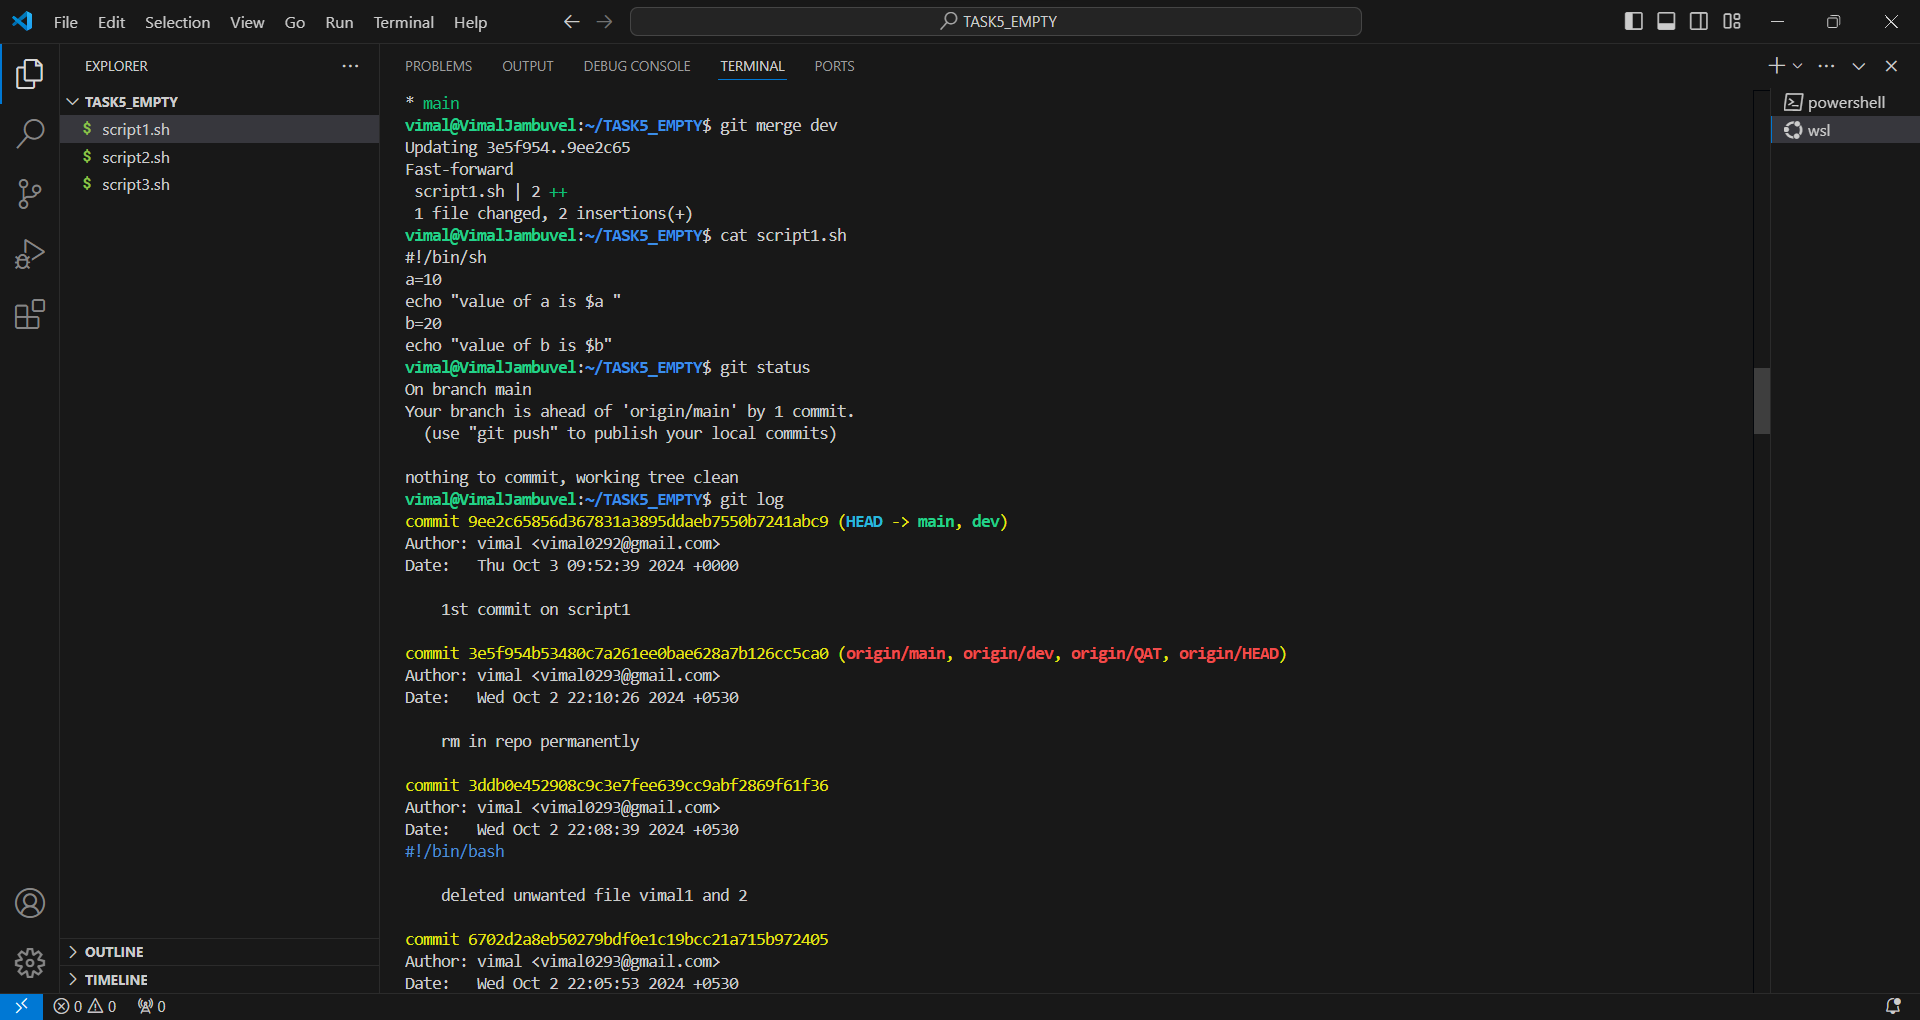 File Edit Selection View Go Run Terminal Help
TASK5_EMPTY
EXPLORER
TASK5_EMPTY
$ script1.sh
$ script2.sh
$ script3.sh
OUTLINE
TIMELINE
PROBLEMS OUTPUT DEBUG CONSOLE TERMINAL PORTS
* main
vimal@VimalJambuvel:~/TASK5_EMPTY$ git merge dev
Updating 3e5f954..9ee2c65
Fast-forward
script1.sh | 2 ++
1 file changed, 2 insertions(+)
vimal@VimalJambuvel:~/TASK5_EMPTY$ cat script1.sh
#!/bin/sh
a=10
echo "value of a is $a "
b=20
echo "value of b is $b"
vimal@VimalJambuvel:~/TASK5_EMPTY$ git status
On branch main
Your branch is ahead of 'origin/main' by 1 commit.
(use "git push" to publish your local commits)
nothing to commit, working tree clean
vimal@VimalJambuvel:~/TASK5_EMPTY$ git log
commit 9ee2c65856d367831a3895ddaeb7550b7241abc9 (HEAD -> main, dev)
Author: vimal <vimal0292@gmail.com>
Date:   Thu Oct 3 09:52:39 2024 +0000
1st commit on script1
commit 3e5f954b53480c7a261ee0bae628a7b126cc5ca0 (origin/main, origin/dev, origin/QAT, origin/HEAD)
Author: vimal <vimal0293@gmail.com>
Date:   Wed Oct 2 22:10:26 2024 +0530
rm in repo permanently
commit 3ddb0e452908c9c3e7fee639cc9abf2869f61f36
Author: vimal <vimal0293@gmail.com>
Date:   Wed Oct 2 22:08:39 2024 +0530
#!/bin/bash
deleted unwanted file vimal1 and 2
commit 6702d2a8eb50279bdf0e1c19bcc21a715b972405
Author: vimal <vimal0293@gmail.com>
Date:   Wed Oct 2 22:05:53 2024 +0530
powershell
wsl
0 0 0